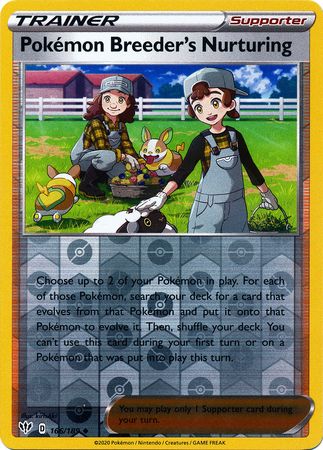 TRAINER Supporter
Pokémon Breeder's Nurturing
Choose up to 2 of your Pokémon in play. For each
of those Pokémon, search your deck for a card that
evolves from that Pokémon and put it onto that
Pokémon to evolve it. Then, shuffle your deck. You
can't use this card during your first turn or on a
Pokémon that was put into play this turn.
You may play only 1 Supporter card during
your turn.
illus. kirisAki
D 166/189
©2020 Pokémon / Nintendo / Creatures / GAME FREAK